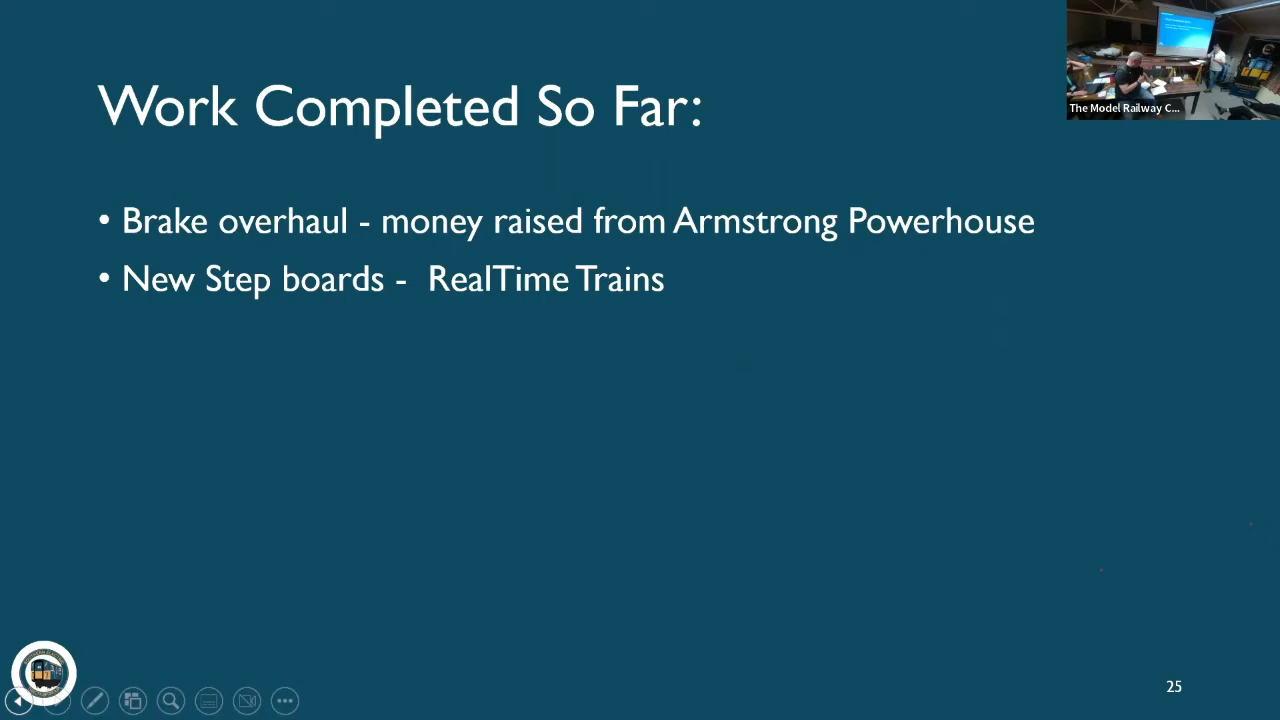 Work Completed So Far:
The Model Railway C...
• Brake overhaul - money raised from Armstrong Powerhouse
• New Step boards - RealTime Trains
25